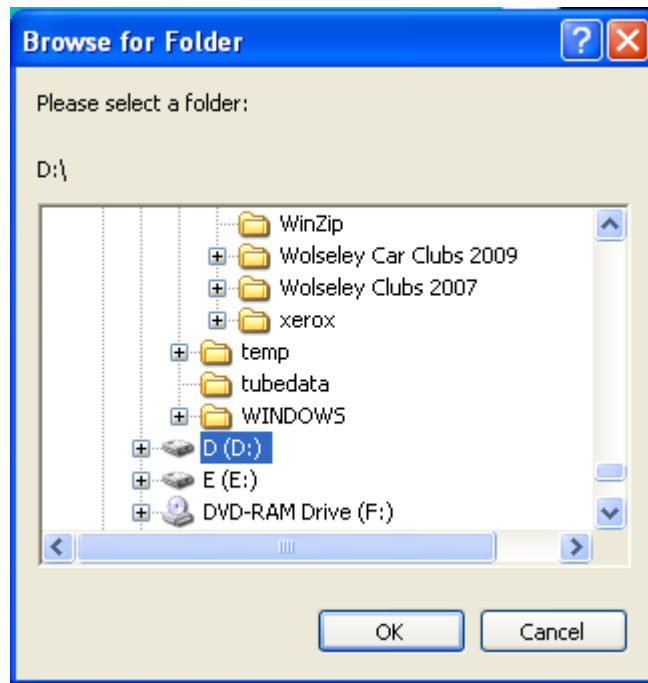 Browse for Folder
Please select a folder:
D:\
WinZip
Wolseley Car Clubs 2009
Wolseley Clubs 2007
xerox
temp
tubedata
WINDOWS
D (D:)
E (E:)
DVD-RAM Drive (F:)
OK Cancel